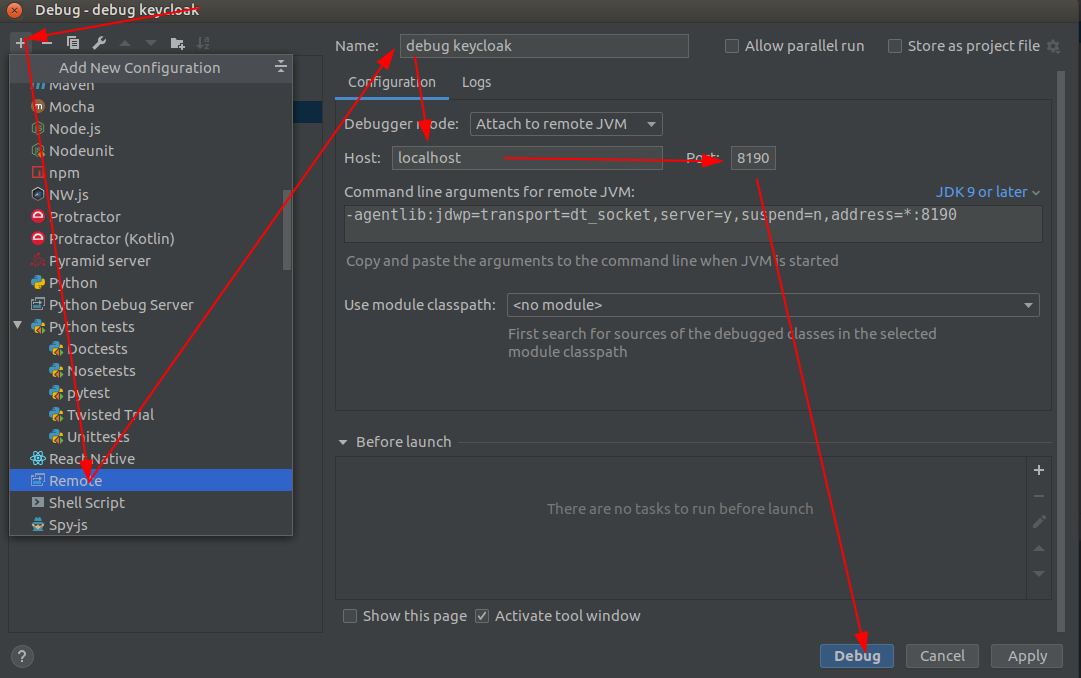 Debug - debug keycloak
Add New Configuration
Maven
Mocha
Node.js
Nodeunit
npm
NW.js
Protractor
Protractor (Kotlin)
Pyramid server
Python
Python Debug Server
Python tests
Doctests
Nosetests
pytest
Twisted Trial
Unittests
React Native
Remote
Shell Script
Spy-js
Name: debug keycloak Allow parallel run Store as project file
Configuration Logs
Debugger mode: Attach to remote JVM
Host: localhost Port: 8190
Command line arguments for remote JVM: JDK 9 or later
-agentlib:jdwp=transport=dt_socket,server=y,suspend=n,address=*:8190
Copy and paste the arguments to the command line when JVM is started
Use module classpath: <no module>
First search for sources of the debugged classes in the selected
module classpath
Before launch
There are no tasks to run before launch
Show this page Activate tool window
? Debug Cancel Apply